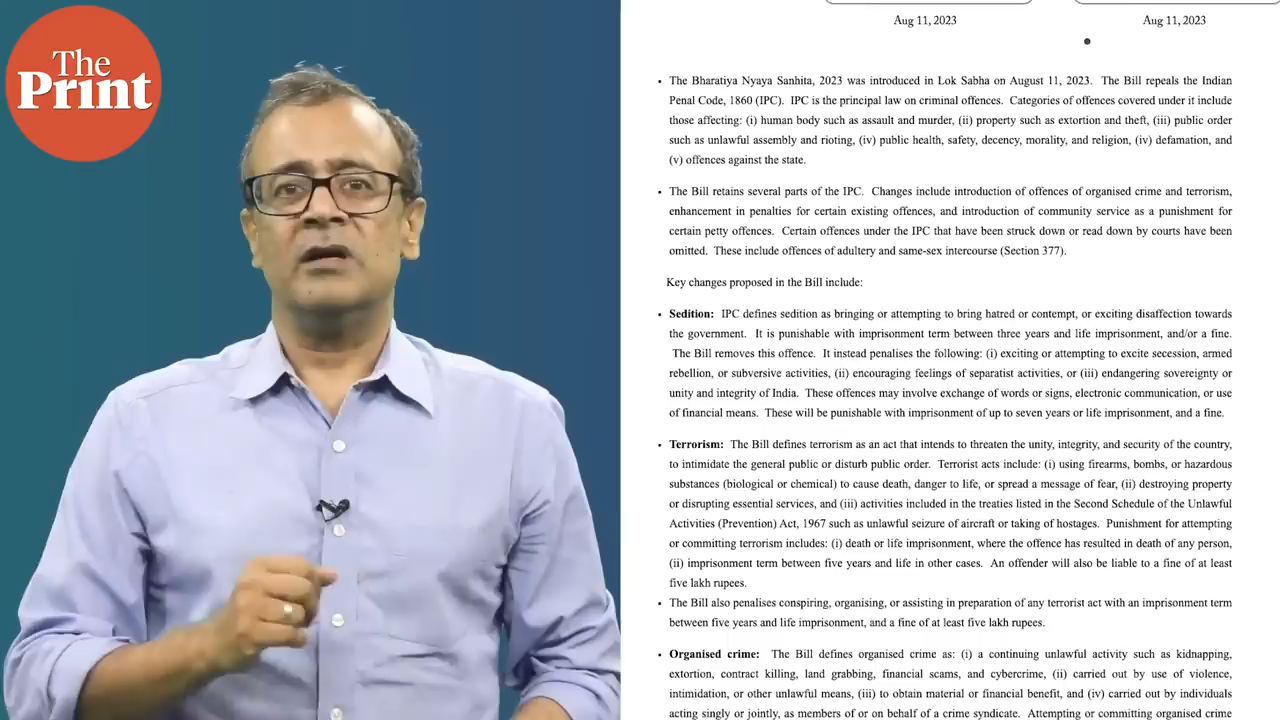 The
Print
Aug 11, 2023
Aug 11, 2023
• The Bharatiya Nyaya Sanhita, 2023 was introduced in Lok Sabha on August 11, 2023. The Bill repeals the Indian
Penal Code, 1860 (IPC). IPC is the principal law on criminal offences. Categories of offences covered under it include
those affecting: (i) human body such as assault and murder, (ii) property such as extortion and theft, (iii) public order
such as unlawful assembly and rioting, (iv) public health, safety, decency, morality, and religion, (iv) defamation, and
(v) offences against the state.
• The Bill retains several parts of the IPC. Changes include introduction of offences of organised crime and terrorism,
enhancement in penalties for certain existing offences, and introduction of community service as a punishment for
certain petty offences. Certain offences under the IPC that have been struck down or read down by courts have been
omitted. These include offences of adultery and same-sex intercourse (Section 377).
Key changes proposed in the Bill include:
• Sedition: IPC defines sedition as bringing or attempting to bring hatred or contempt, or exciting disaffection towards
the government. It is punishable with imprisonment term between three years and life imprisonment, and/or a fine.
The Bill removes this offence. It instead penalises the following: (i) exciting or attempting to excite secession, armed
rebellion, or subversive activities, (ii) encouraging feelings of separatist activities, or (iii) endangering sovereignty or
unity and integrity of India. These offences may involve exchange of words or signs, electronic communication, or use
of financial means. These will be punishable with imprisonment of up to seven years or life imprisonment, and a fine.
• Terrorism: The Bill defines terrorism as an act that intends to threaten the unity, integrity, and security of the country,
to intimidate the general public or disturb public order. Terrorist acts include: (i) using firearms, bombs, or hazardous
substances (biological or chemical) to cause death, danger to life, or spread a message of fear, (ii) destroying property
or disrupting essential services, and (iii) activities included in the treaties listed in the Second Schedule of the Unlawful
Activities (Prevention) Act, 1967 such as unlawful seizure of aircraft or taking of hostages. Punishment for attempting
or committing terrorism includes: (i) death or life imprisonment, where the offence has resulted in death of any person,
(ii) imprisonment term between five years and life in other cases. An offender will also be liable to a fine of at least
five lakh rupees.
• The Bill also penalises conspiring, organising, or assisting in preparation of any terrorist act with an imprisonment term
between five years and life imprisonment, and a fine of at least five lakh rupees.
• Organised crime: The Bill defines organised crime as: (i) a continuing unlawful activity such as kidnapping,
extortion, contract killing, land grabbing, financial scams, and cybercrime, (ii) carried out by use of violence,
intimidation, or other unlawful means, (iii) to obtain material or financial benefit, and (iv) carried out by individuals
acting singly or jointly, as members of or on behalf of a crime syndicate. Attempting or committing organised crime